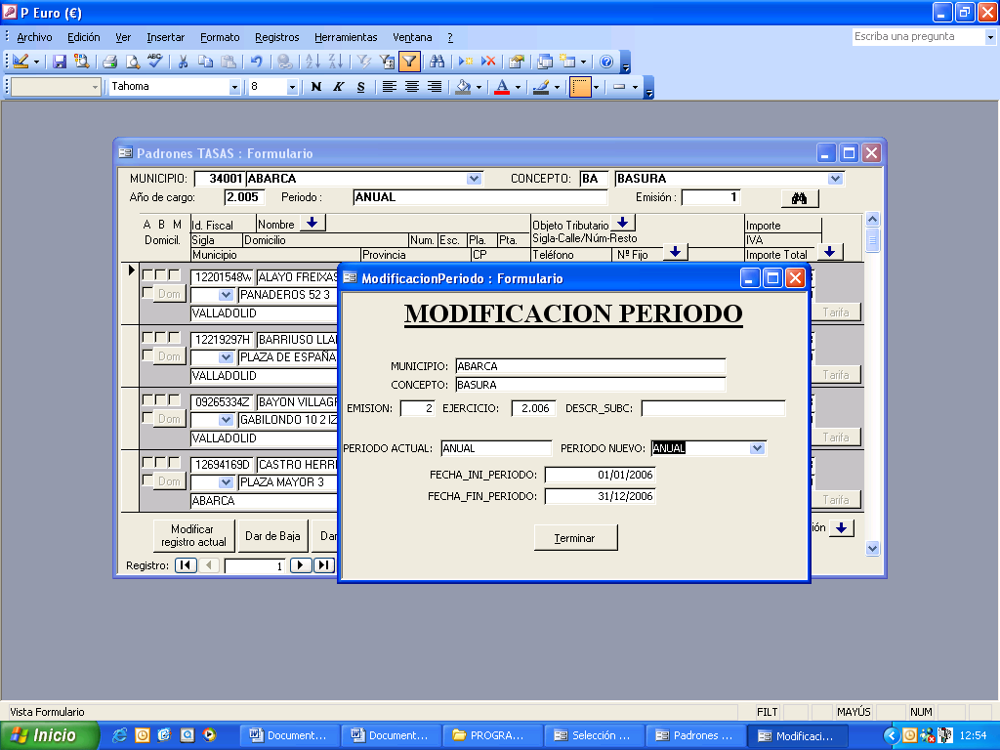 P Euro (€)
Archivo Edición Ver Insertar Formato Registros Herramientas Ventana ? Escriba una pregunta
Tahoma 8 N K S
Padrones TASAS : Formulario
MUNICIPIO: 34001 ABARCA CONCEPTO: BA BASURA
Año de cargo: 2.005 Periodo : ANUAL Emisión : 1
A B M Id. Fiscal Nombre Objeto Tributario Importe
Domicil. Sigla Domicilio Num. Esc. Pla. Pta. Sigla-Calle/Núm-Resto IVA
Municipio Provincia CP Teléfono Nº Fijo Importe Total
12201548W ALAYO FREIXAS
Dom PANADEROS 52 3 Tarifa
VALLADOLID
12219297H BARRIUSO LLA
Dom PLAZA DE ESPAÑA Tarifa
VALLADOLID
09265334Z BAYON VILLAGR
Dom GABILONDO 10 2 IZ Tarifa
VALLADOLID
12694169D CASTRO HERRE
Dom PLAZA MAYOR 3 Tarifa
ABARCA
Modificar registro actual Dar de Baja Dar ión
Registro: 1
ModificacionPeriodo : Formulario
MODIFICACION PERIODO
MUNICIPIO: ABARCA
CONCEPTO: BASURA
EMISION: 2 EJERCICIO: 2.006 DESCR_SUBC:
PERIODO ACTUAL: ANUAL PERIODO NUEVO: ANUAL
FECHA_INI_PERIODO: 01/01/2006
FECHA_FIN_PERIODO: 31/12/2006
Terminar
Vista Formulario FILT MAYÚS NUM
Inicio Document... Document... PROGRA... Selección ... Padrones ... Modificaci... 12:54